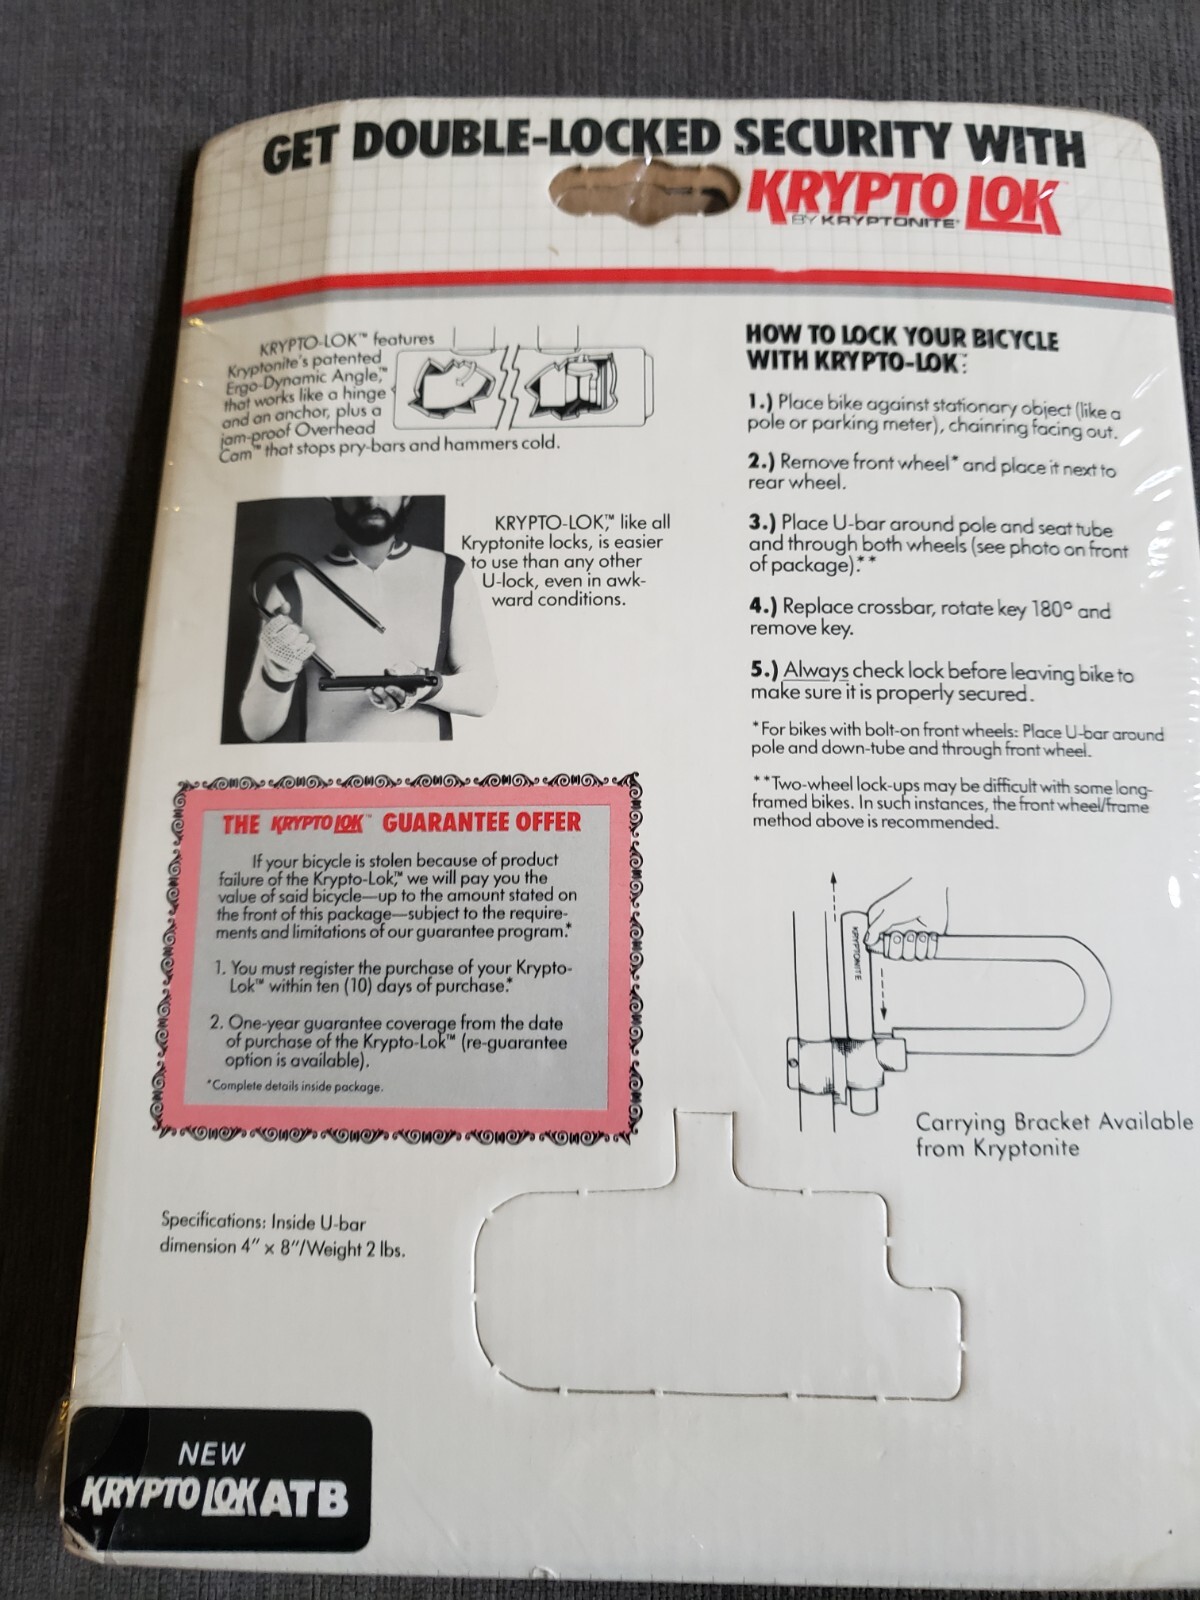 GET DOUBLE-LOCKED SECURITY WITH
KRYPTO LOK™
BY KRYPTONITE®
KRYPTO-LOK™ features
Kryptonite's patented
Ergo-Dynamic Angle,™
that works like a hinge
and an anchor, plus a
jam-proof Overhead
Cam™ that stops pry-bars and hammers cold.
KRYPTO-LOK,™ like all
Kryptonite locks, is easier
to use than any other
U-lock, even in awk-
ward conditions.
THE KRYPTO LOK™ GUARANTEE OFFER
If your bicycle is stolen because of product
failure of the Krypto-Lok,™ we will pay you the
value of said bicycle—up to the amount stated on
the front of this package—subject to the require-
ments and limitations of our guarantee program.*
1. You must register the purchase of your Krypto-
Lok™ within ten (10) days of purchase.*
2. One-year guarantee coverage from the date
of purchase of the Krypto-Lok™ (re-guarantee
option is available).
*Complete details inside package.
Specifications: Inside U-bar
dimension 4" x 8"/Weight 2 lbs.
NEW
KRYPTO LOK ATB
HOW TO LOCK YOUR BICYCLE
WITH KRYPTO-LOK:
1.) Place bike against stationary object (like a
pole or parking meter), chainring facing out.
2.) Remove front wheel* and place it next to
rear wheel.
3.) Place U-bar around pole and seat tube
and through both wheels (see photo on front
of package).**
4.) Replace crossbar, rotate key 180° and
remove key.
5.) Always check lock before leaving bike to
make sure it is properly secured.
*For bikes with bolt-on front wheels: Place U-bar around
pole and down-tube and through front wheel.
**Two-wheel lock-ups may be difficult with some long-
framed bikes. In such instances, the front wheel/frame
method above is recommended.
KRYPTONITE
Carrying Bracket Available
from Kryptonite